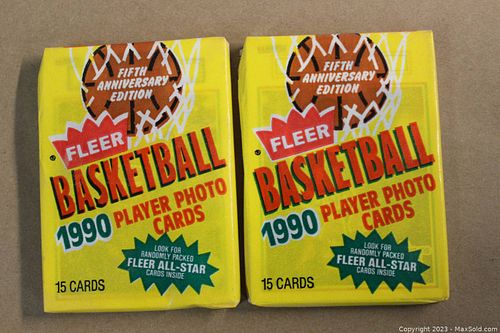 FIFTH
ANNIVERSARY
EDITION
FLEER
BASKETBALL
1990 PLAYER PHOTO
CARDS
LOOK FOR
RANDOMLY PACKED
FLEER ALL-STAR
CARDS INSIDE
15 CARDS
FIFTH
ANNIVERSARY
EDITION
FLEER
BASKETBALL
1990 PLAYER PHOTO
CARDS
LOOK FOR
RANDOMLY PACKED
FLEER ALL-STAR
CARDS INSIDE
15 CARDS
Copyright © 2023 - MaxSold.com